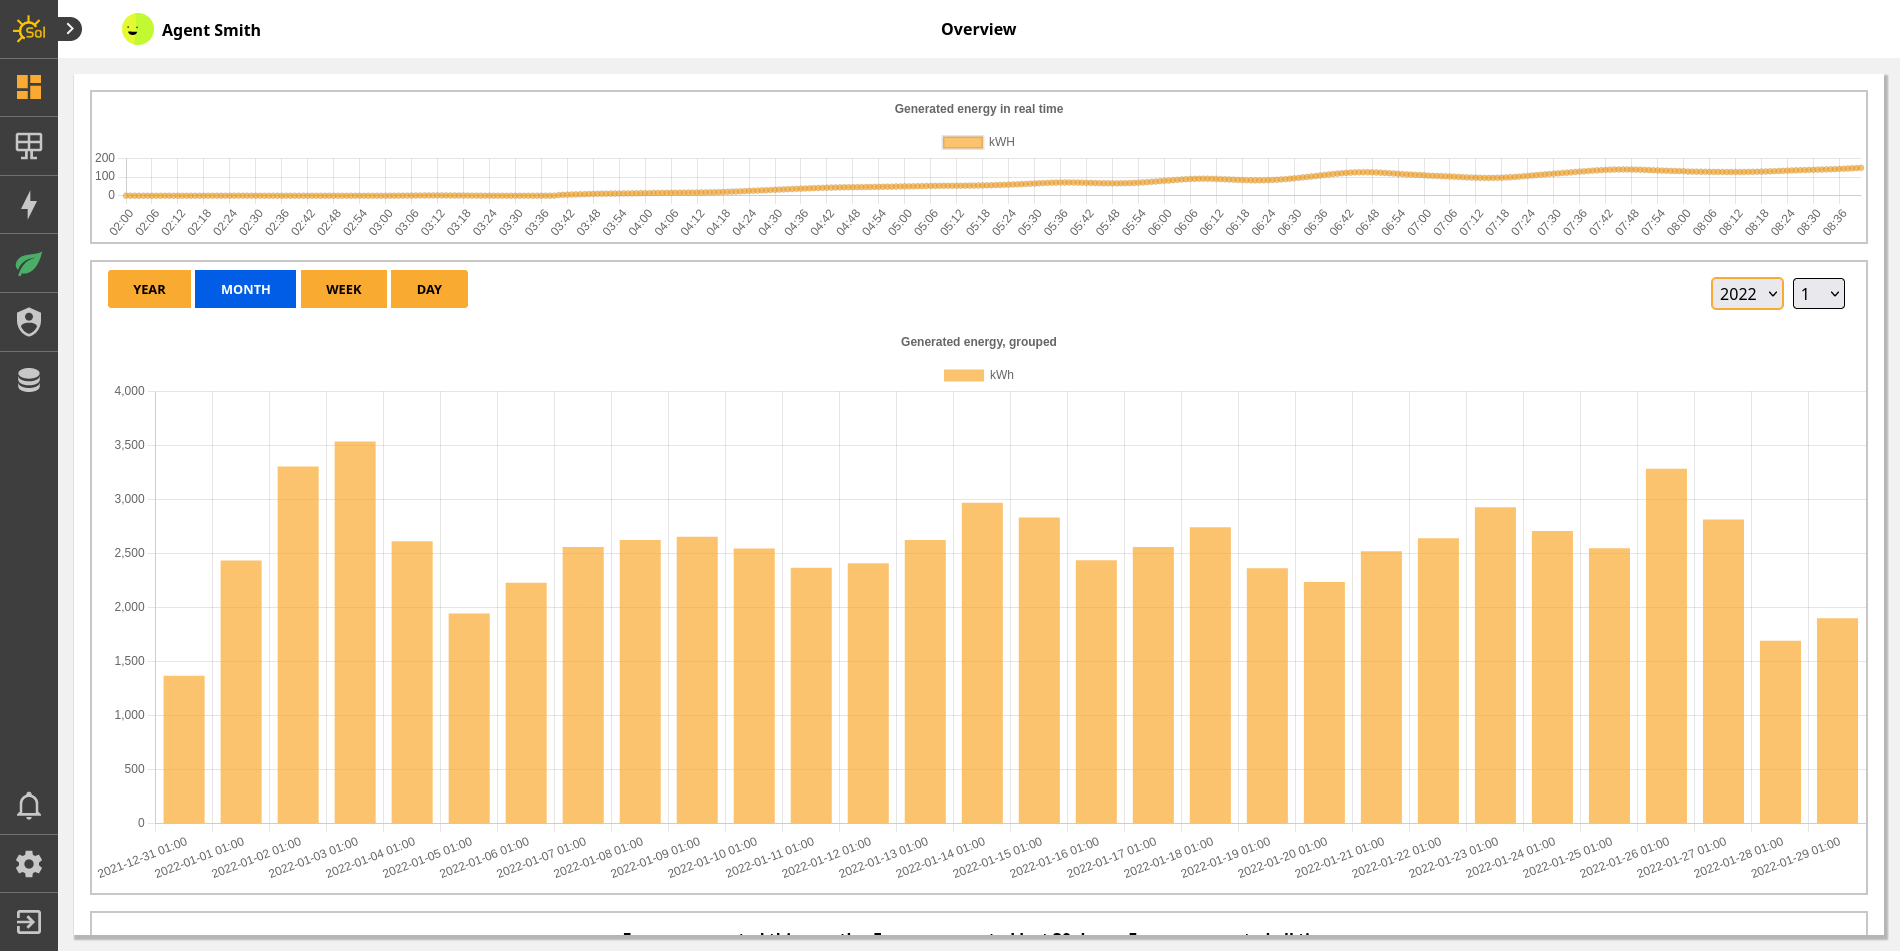 Sol
Agent Smith
Overview
Generated energy in real time
kWH
200
100
0
02:00 02:06 02:12 02:18 02:24 02:30 02:36 02:42 02:48 02:54 03:00 03:06 03:12 03:18 03:24 03:30 03:36 03:42 03:48 03:54 04:00 04:06 04:12 04:18 04:24 04:30 04:36 04:42 04:48 04:54 05:00 05:06 05:12 05:18 05:24 05:30 05:36 05:42 05:48 05:54 06:00 06:06 06:12 06:18 06:24 06:30 06:36 06:42 06:48 06:54 07:00 07:06 07:12 07:18 07:24 07:30 07:36 07:42 07:48 07:54 08:00 08:06 08:12 08:18 08:24 08:30 08:36
YEAR MONTH WEEK DAY
2022 1
Generated energy, grouped
kWh
4,000
3,500
3,000
2,500
2,000
1,500
1,000
500
0
2021-12-31 01:00 2022-01-01 01:00 2022-01-02 01:00 2022-01-03 01:00 2022-01-04 01:00 2022-01-05 01:00 2022-01-06 01:00 2022-01-07 01:00 2022-01-08 01:00 2022-01-09 01:00 2022-01-10 01:00 2022-01-11 01:00 2022-01-12 01:00 2022-01-13 01:00 2022-01-14 01:00 2022-01-15 01:00 2022-01-16 01:00 2022-01-17 01:00 2022-01-18 01:00 2022-01-19 01:00 2022-01-20 01:00 2022-01-21 01:00 2022-01-22 01:00 2022-01-23 01:00 2022-01-24 01:00 2022-01-25 01:00 2022-01-26 01:00 2022-01-27 01:00 2022-01-28 01:00 2022-01-29 01:00